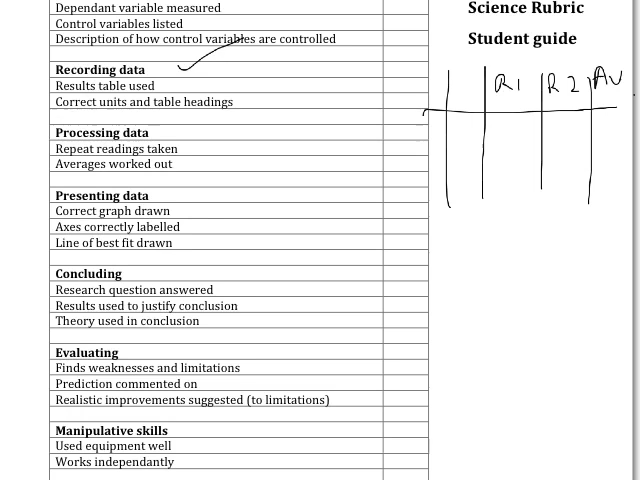 Dependant variable measured
Control variables listed
Description of how control variables are controlled
Recording data
Results table used
Correct units and table headings
Processing data
Repeat readings taken
Averages worked out
Presenting data
Correct graph drawn
Axes correctly labelled
Line of best fit drawn
Concluding
Research question answered
Results used to justify conclusion
Theory used in conclusion
Evaluating
Finds weaknesses and limitations
Prediction commented on
Realistic improvements suggested (to limitations)
Manipulative skills
Used equipment well
Works independantly
Science Rubric
Student guide
R1 R2 Av